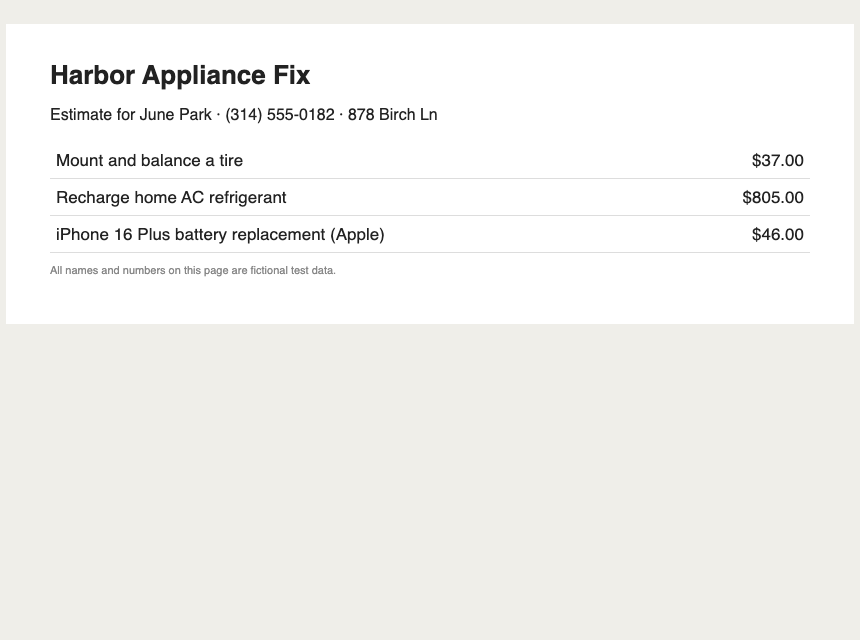 Harbor Appliance Fix
Estimate for June Park · (314) 555-0182 · 878 Birch Ln
Mount and balance a tire $37.00
Recharge home AC refrigerant $805.00
iPhone 16 Plus battery replacement (Apple) $46.00
All names and numbers on this page are fictional test data.